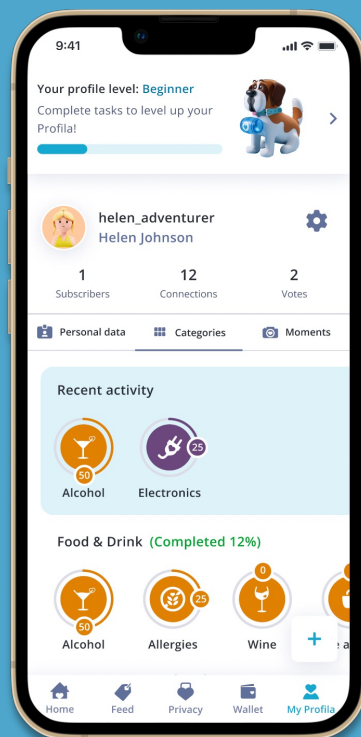 9:41
Your profile level: Beginner
Complete tasks to level up your
Profila!
helen_adventurer
Helen Johnson
1
12
2
Subscribers
Connections
Votes
Personal data
Categories
Moments
Recent activity
50
25
Alcohol
Electronics
Food & Drink (Completed 12%)
50
25
0
Alcohol
Allergies
Wine
+
Home
Feed
Privacy
Wallet
My Profila